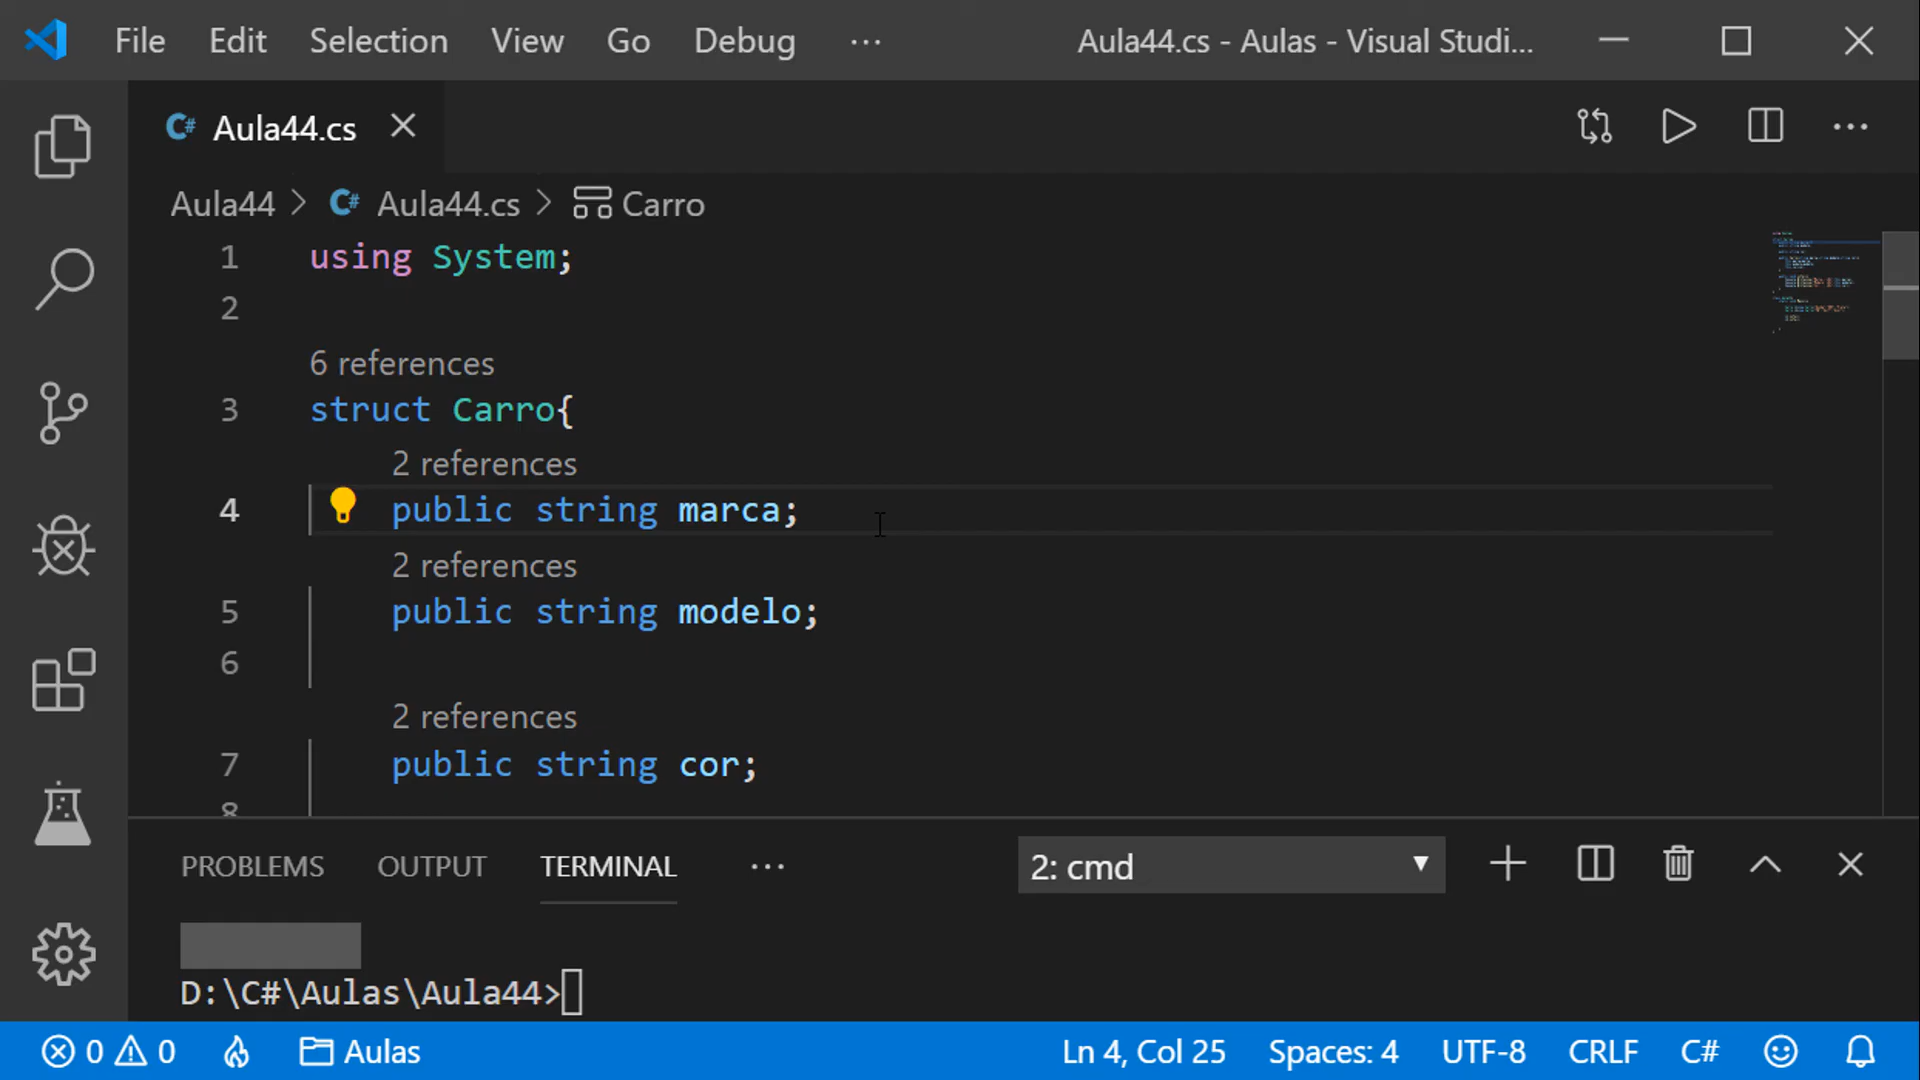 File Edit Selection View Go Debug ··· Aula44.cs - Aulas - Visual Studi...
C# Aula44.cs
Aula44 > C# Aula44.cs > Carro
1 using System;
2
6 references
3 struct Carro{
2 references
4 public string marca;
2 references
5 public string modelo;
6
2 references
7 public string cor;
8
PROBLEMS OUTPUT TERMINAL ··· 2: cmd
D:\C#\Aulas\Aula44>
0 0 Aulas Ln 4, Col 25 Spaces: 4 UTF-8 CRLF C#